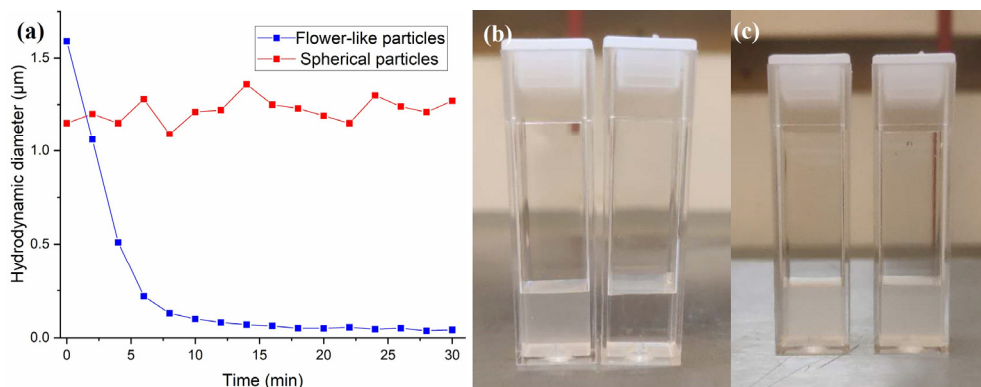 (a)
Flower-like particles
Spherical particles
Hydrodynamic diameter (µm)
1.5
1.0
0.5
0.0
0
5
10
15
20
25
30
Time (min)
(b)
(c)